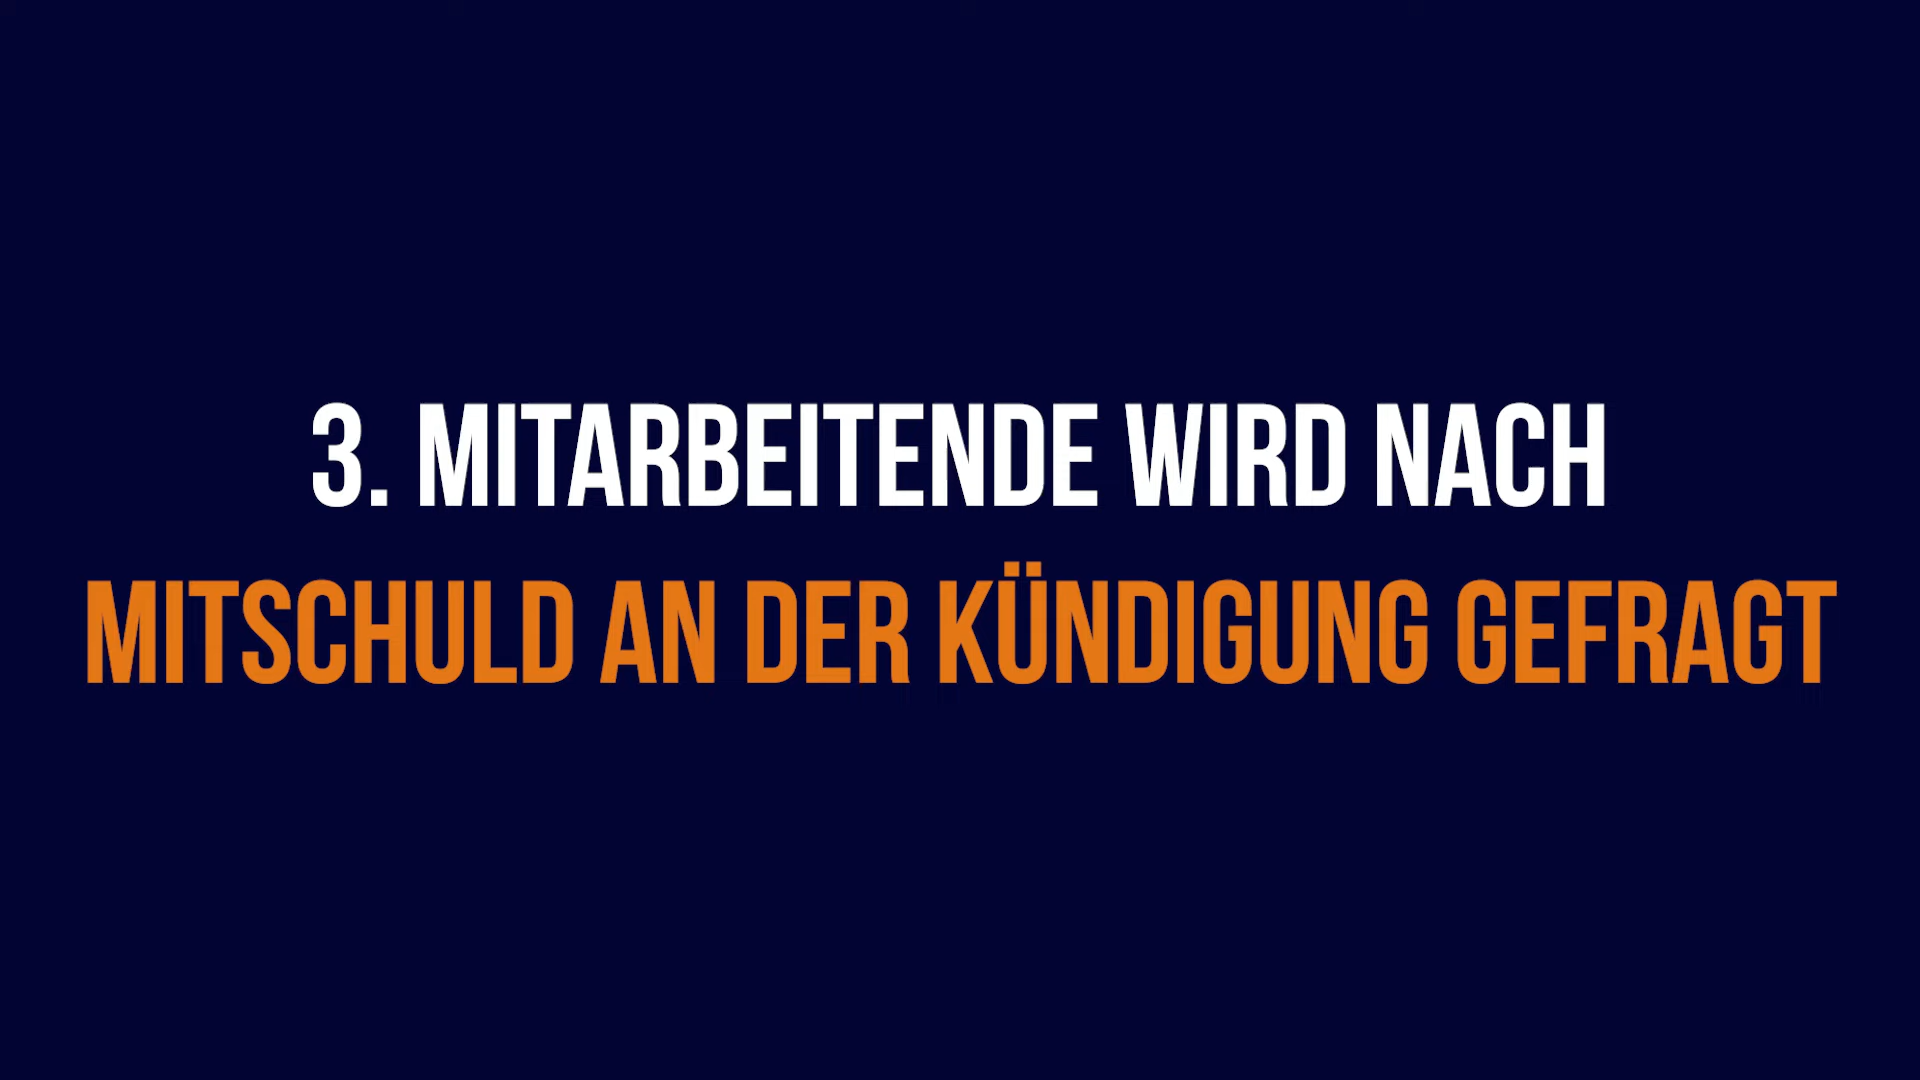 3. MITARBEITENDE WIRD NACH
MITSCHULD AN DER KÜNDIGUNG GEFRAGT